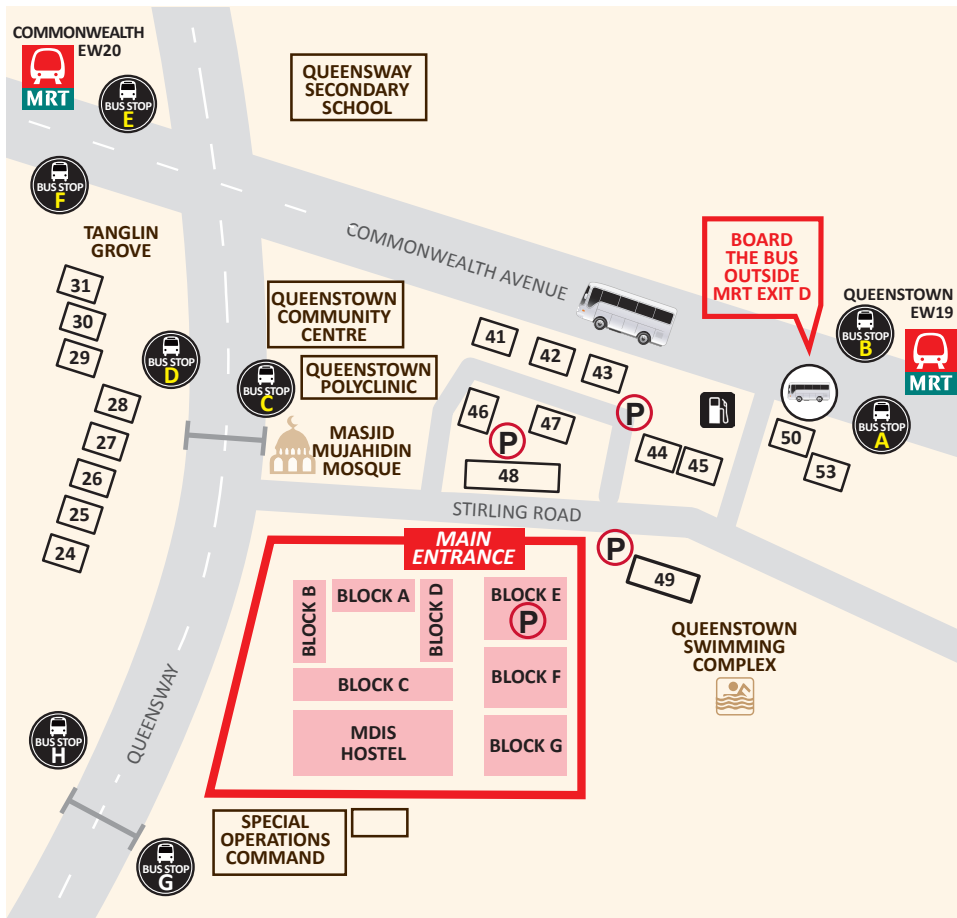 COMMONWEALTH
EW20
MRT
BUS STOP
E
QUEENSWAY
SECONDARY
SCHOOL
BUS STOP
F
TANGLIN
GROVE
COMMONWEALTH AVENUE
BOARD
THE BUS
OUTSIDE
MRT EXIT D
QUEENSTOWN
EW19
MRT
BUS STOP
B
BUS STOP
A
31
30
29
28
27
26
25
24
BUS STOP
D
BUS STOP
C
QUEENSTOWN
COMMUNITY
CENTRE
QUEENSTOWN
POLYCLINIC
MASJID
MUJAHIDIN
MOSQUE
41
42
43
46
47
P
P
48
44
45
50
53
STIRLING ROAD
P
49
MAIN
ENTRANCE
BLOCK B
BLOCK A
BLOCK D
BLOCK E
P
BLOCK C
BLOCK F
MDIS
HOSTEL
BLOCK G
QUEENSTOWN
SWIMMING
COMPLEX
QUEENSWAY
BUS STOP
H
BUS STOP
G
SPECIAL
OPERATIONS
COMMAND